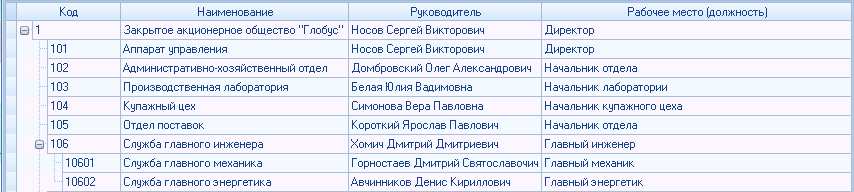 Код Наименование Руководитель Рабочее место (должность)
1 Закрытое акционерное общество "Глобус" Носов Сергей Викторович Директор
101 Аппарат управления Носов Сергей Викторович Директор
102 Административно-хозяйственный отдел Домбровский Олег Александрович Начальник отдела
103 Производственная лаборатория Белая Юлия Вадимовна Начальник лаборатории
104 Купажный цех Симонова Вера Павловна Начальник купажного цеха
105 Отдел поставок Короткий Ярослав Павлович Начальник отдела
106 Служба главного инженера Хомич Дмитрий Дмитриевич Главный инженер
10601 Служба главного механика Горностаев Дмитрий Святославович Главный механик
10602 Служба главного энергетика Авчинников Денис Кириллович Главный энергетик